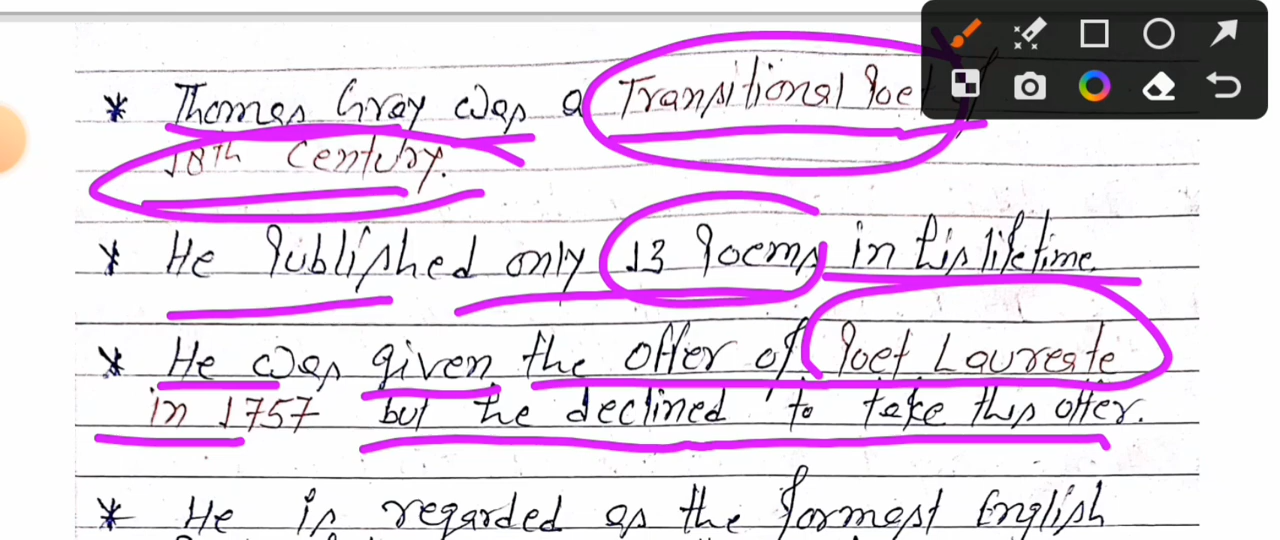 * Thomas Gray was a Transitional Poet
18th Century.
* He Published only 13 Poems in his lifetime.
* He was given the offer of Poet Laureate
in 1757 but he declined to take this offer.
* He is regarded as the formost English